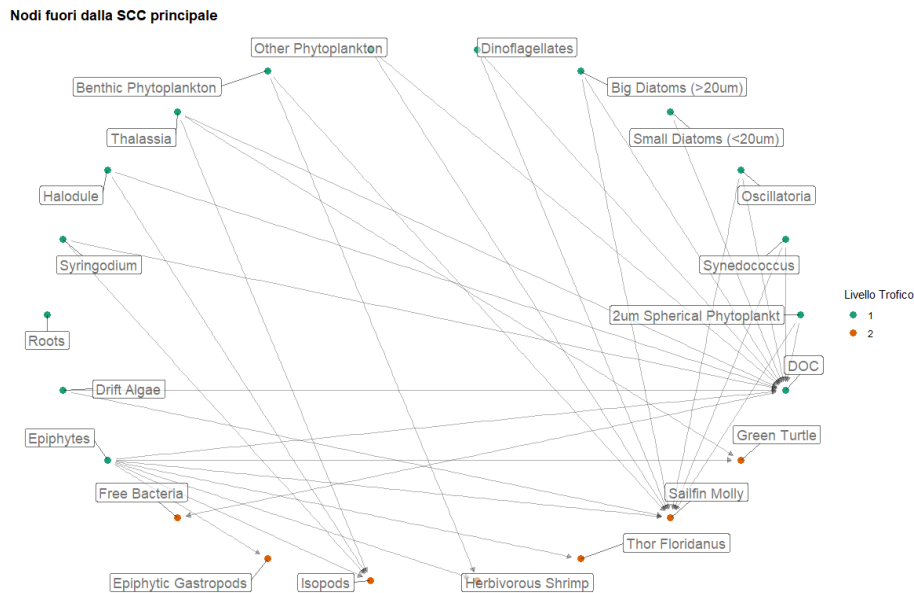 Nodi fuori dalla SCC principale
Other Phytoplankton
Dinoflagellates
Benthic Phytoplankton
Big Diatoms (>20um)
Thalassia
Small Diatoms (<20um)
Halodule
Oscillatoria
Syringodium
Synedococcus
Livello Trofico
1
2
2um Spherical Phytoplankt
Roots
DOC
Drift Algae
Epiphytes
Green Turtle
Free Bacteria
Sailfin Molly
Thor Floridanus
Epiphytic Gastropods
Isopods
Herbivorous Shrimp